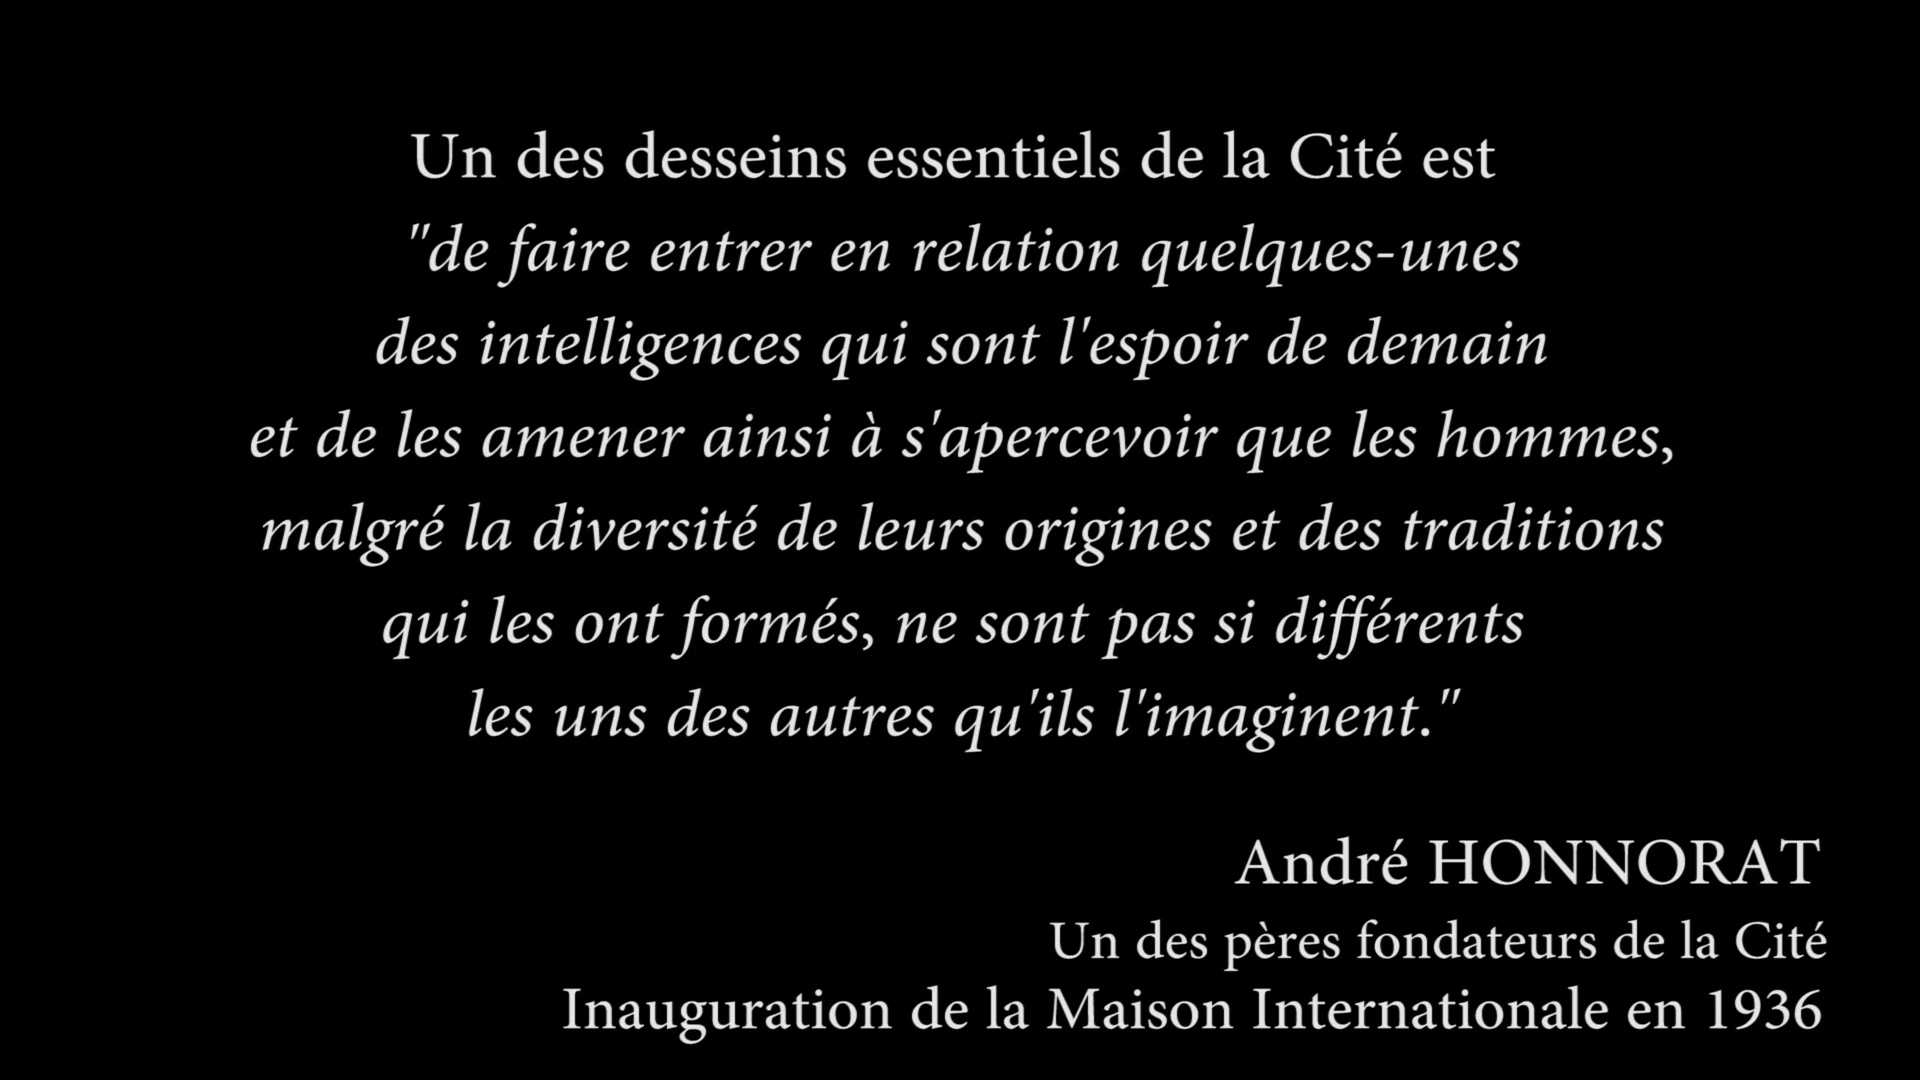 Un des desseins essentiels de la Cité est
"de faire entrer en relation quelques-unes
des intelligences qui sont l'espoir de demain
et de les amener ainsi à s'apercevoir que les hommes,
malgré la diversité de leurs origines et des traditions
qui les ont formés, ne sont pas si différents
les uns des autres qu'ils l'imaginent."
André HONNORAT
Un des pères fondateurs de la Cité
Inauguration de la Maison Internationale en 1936